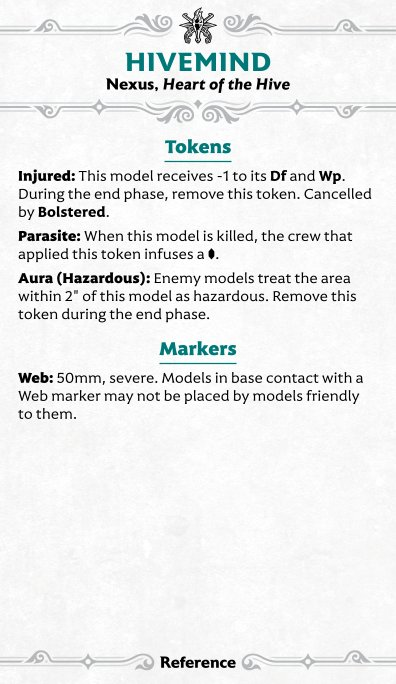 HIVEMIND
Nexus, Heart of the Hive
Tokens
Injured: This model receives -1 to its Df and Wp.
During the end phase, remove this token. Cancelled
by Bolstered.
Parasite: When this model is killed, the crew that
applied this token infuses a .
Aura (Hazardous): Enemy models treat the area
within 2" of this model as hazardous. Remove this
token during the end phase.
Markers
Web: 50mm, severe. Models in base contact with a
Web marker may not be placed by models friendly
to them.
Reference